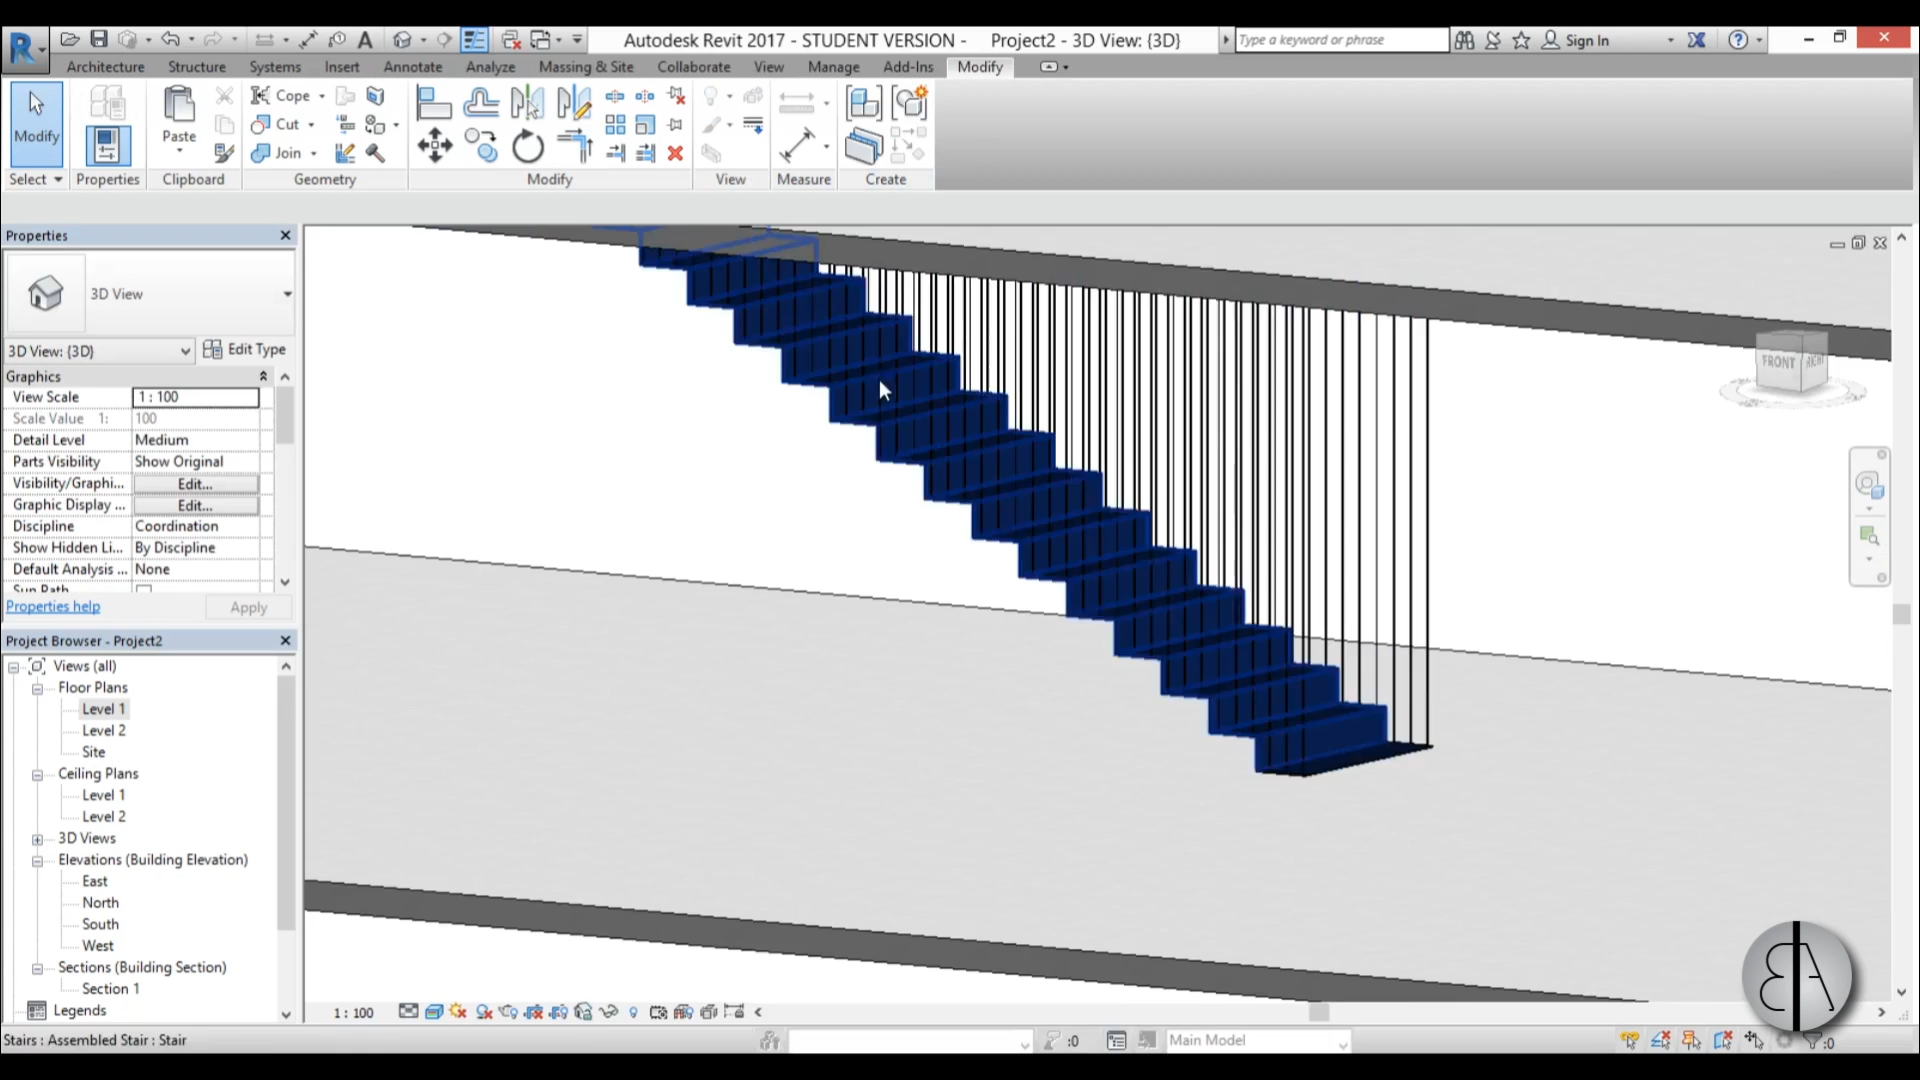 Autodesk Revit 2017 - STUDENT VERSION - Project2 - 3D View: {3D}
Type a keyword or phrase
Sign In
Architecture Structure Systems Insert Annotate Analyze Massing & Site Collaborate View Manage Add-Ins Modify
Modify
Paste
Cope
Cut
Join
Select Properties Clipboard Geometry Modify View Measure Create
Properties
3D View
3D View: {3D}
Edit Type
Graphics
View Scale 1 : 100
Scale Value 1: 100
Detail Level Medium
Parts Visibility Show Original
Visibility/Graphi... Edit...
Graphic Display ... Edit...
Discipline Coordination
Show Hidden Li... By Discipline
Default Analysis ... None
Sun Path
Properties help
Apply
Project Browser - Project2
Views (all)
Floor Plans
Level 1
Level 2
Site
Ceiling Plans
Level 1
Level 2
3D Views
Elevations (Building Elevation)
East
North
South
West
Sections (Building Section)
Section 1
Legends
FRONT RIGHT
1 : 100
Stairs : Assembled Stair : Stair
:0
Main Model
:0